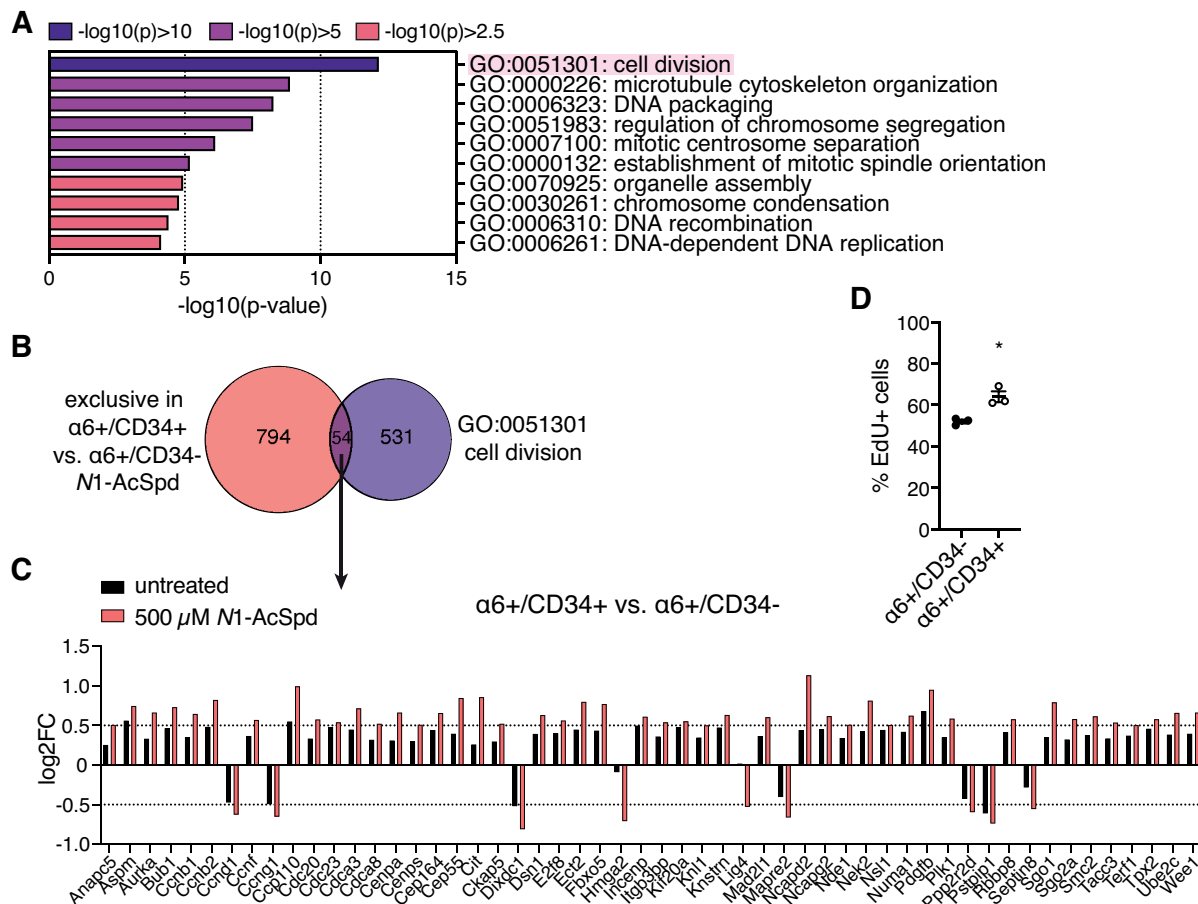 A
-log10(p)>10 -log10(p)>5 -log10(p)>2.5
GO:0051301: cell division
GO:0000226: microtubule cytoskeleton organization
GO:0006323: DNA packaging
GO:0051983: regulation of chromosome segregation
GO:0007100: mitotic centrosome separation
GO:0000132: establishment of mitotic spindle orientation
GO:0070925: organelle assembly
GO:0030261: chromosome condensation
GO:0006310: DNA recombination
GO:0006261: DNA-dependent DNA replication
0 5 10 15
-log10(p-value)
B
exclusive in
α6+/CD34+
vs. α6+/CD34-
N1-AcSpd
794
54
531
GO:0051301
cell division
D
% EdU+ cells
100
80
60
40
20
0
*
α6+/CD34-
α6+/CD34+
C
untreated
500 µM N1-AcSpd
α6+/CD34+ vs. α6+/CD34-
log2FC
1.5
1.0
0.5
0
-0.5
-1.0
Anapc5
Aspm
Aurka
Bub1
Ccnb1
Ccnb2
Ccnd1
Ccnf
Ccng1
Ccp110
Cdc20
Cdc23
Cdca3
Cdca8
Cenpa
Cenps
Cep164
Cep55
Cit
Ckap5
Dixdc1
Dsn1
E2f8
Ect2
Fbxo5
Hmga2
Incenp
Itgb3bp
Kif20a
Knl1
Knstrn
Lig4
Mad2l1
Mapre2
Ncapd2
Ncapg2
Nde1
Nek2
Nsl1
Numa1
Pdgfb
Plk1
Ppp2r2d
Pstpip1
Rbbp8
Septin8
Sgo1
Sgo2a
Smc2
Tacc3
Terf1
Tpx2
Ube2c
Wee1